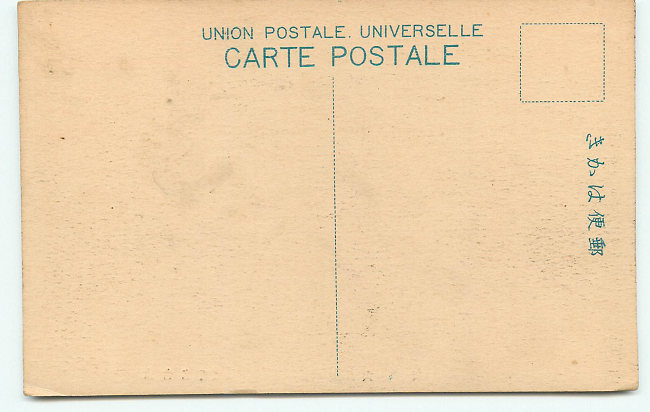 UNION POSTALE. UNIVERSELLE
CARTE POSTALE
きかは便郵